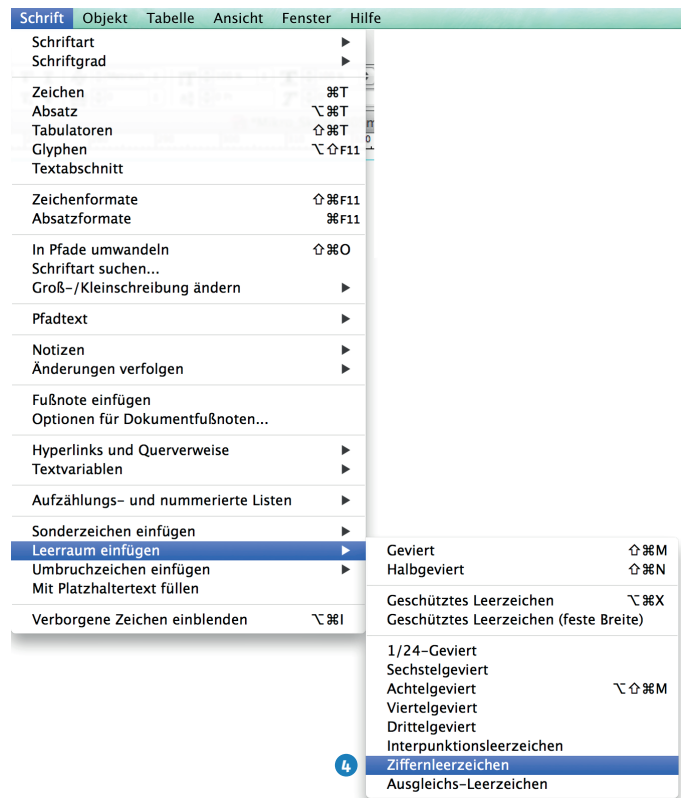 Schrift Objekt Tabelle Ansicht Fenster Hilfe
Schriftart ▶
Schriftgrad ▶
Zeichen ⌘T
Absatz ⌥⌘T
Tabulatoren ⇧⌘T
Glyphen ⌥⇧F11
Textabschnitt
Zeichenformate ⇧⌘F11
Absatzformate ⌘F11
In Pfade umwandeln ⇧⌘O
Schriftart suchen...
Groß-/Kleinschreibung ändern ▶
Pfadtext ▶
Notizen ▶
Änderungen verfolgen ▶
Fußnote einfügen
Optionen für Dokumentfußnoten...
Hyperlinks und Querverweise ▶
Textvariablen ▶
Aufzählungs- und nummerierte Listen ▶
Sonderzeichen einfügen ▶
Leerraum einfügen ▶
Umbruchzeichen einfügen ▶
Mit Platzhaltertext füllen
Verborgene Zeichen einblenden ⌥⌘I
Geviert ⇧⌘M
Halbgeviert ⇧⌘N
Geschütztes Leerzeichen ⌥⌘X
Geschütztes Leerzeichen (feste Breite)
1/24-Geviert
Sechstelgeviert
Achtelgeviert ⌥⇧⌘M
Viertelgeviert
Drittelgeviert
Interpunktionsleerzeichen
4 Ziffernleerzeichen
Ausgleichs-Leerzeichen